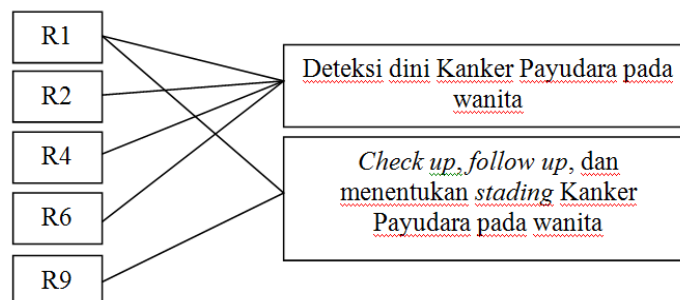 R1
R2
R4
R6
R9
Deteksi dini Kanker Payudara pada
wanita
Check up, follow up, dan
menentukan stading Kanker
Payudara pada wanita